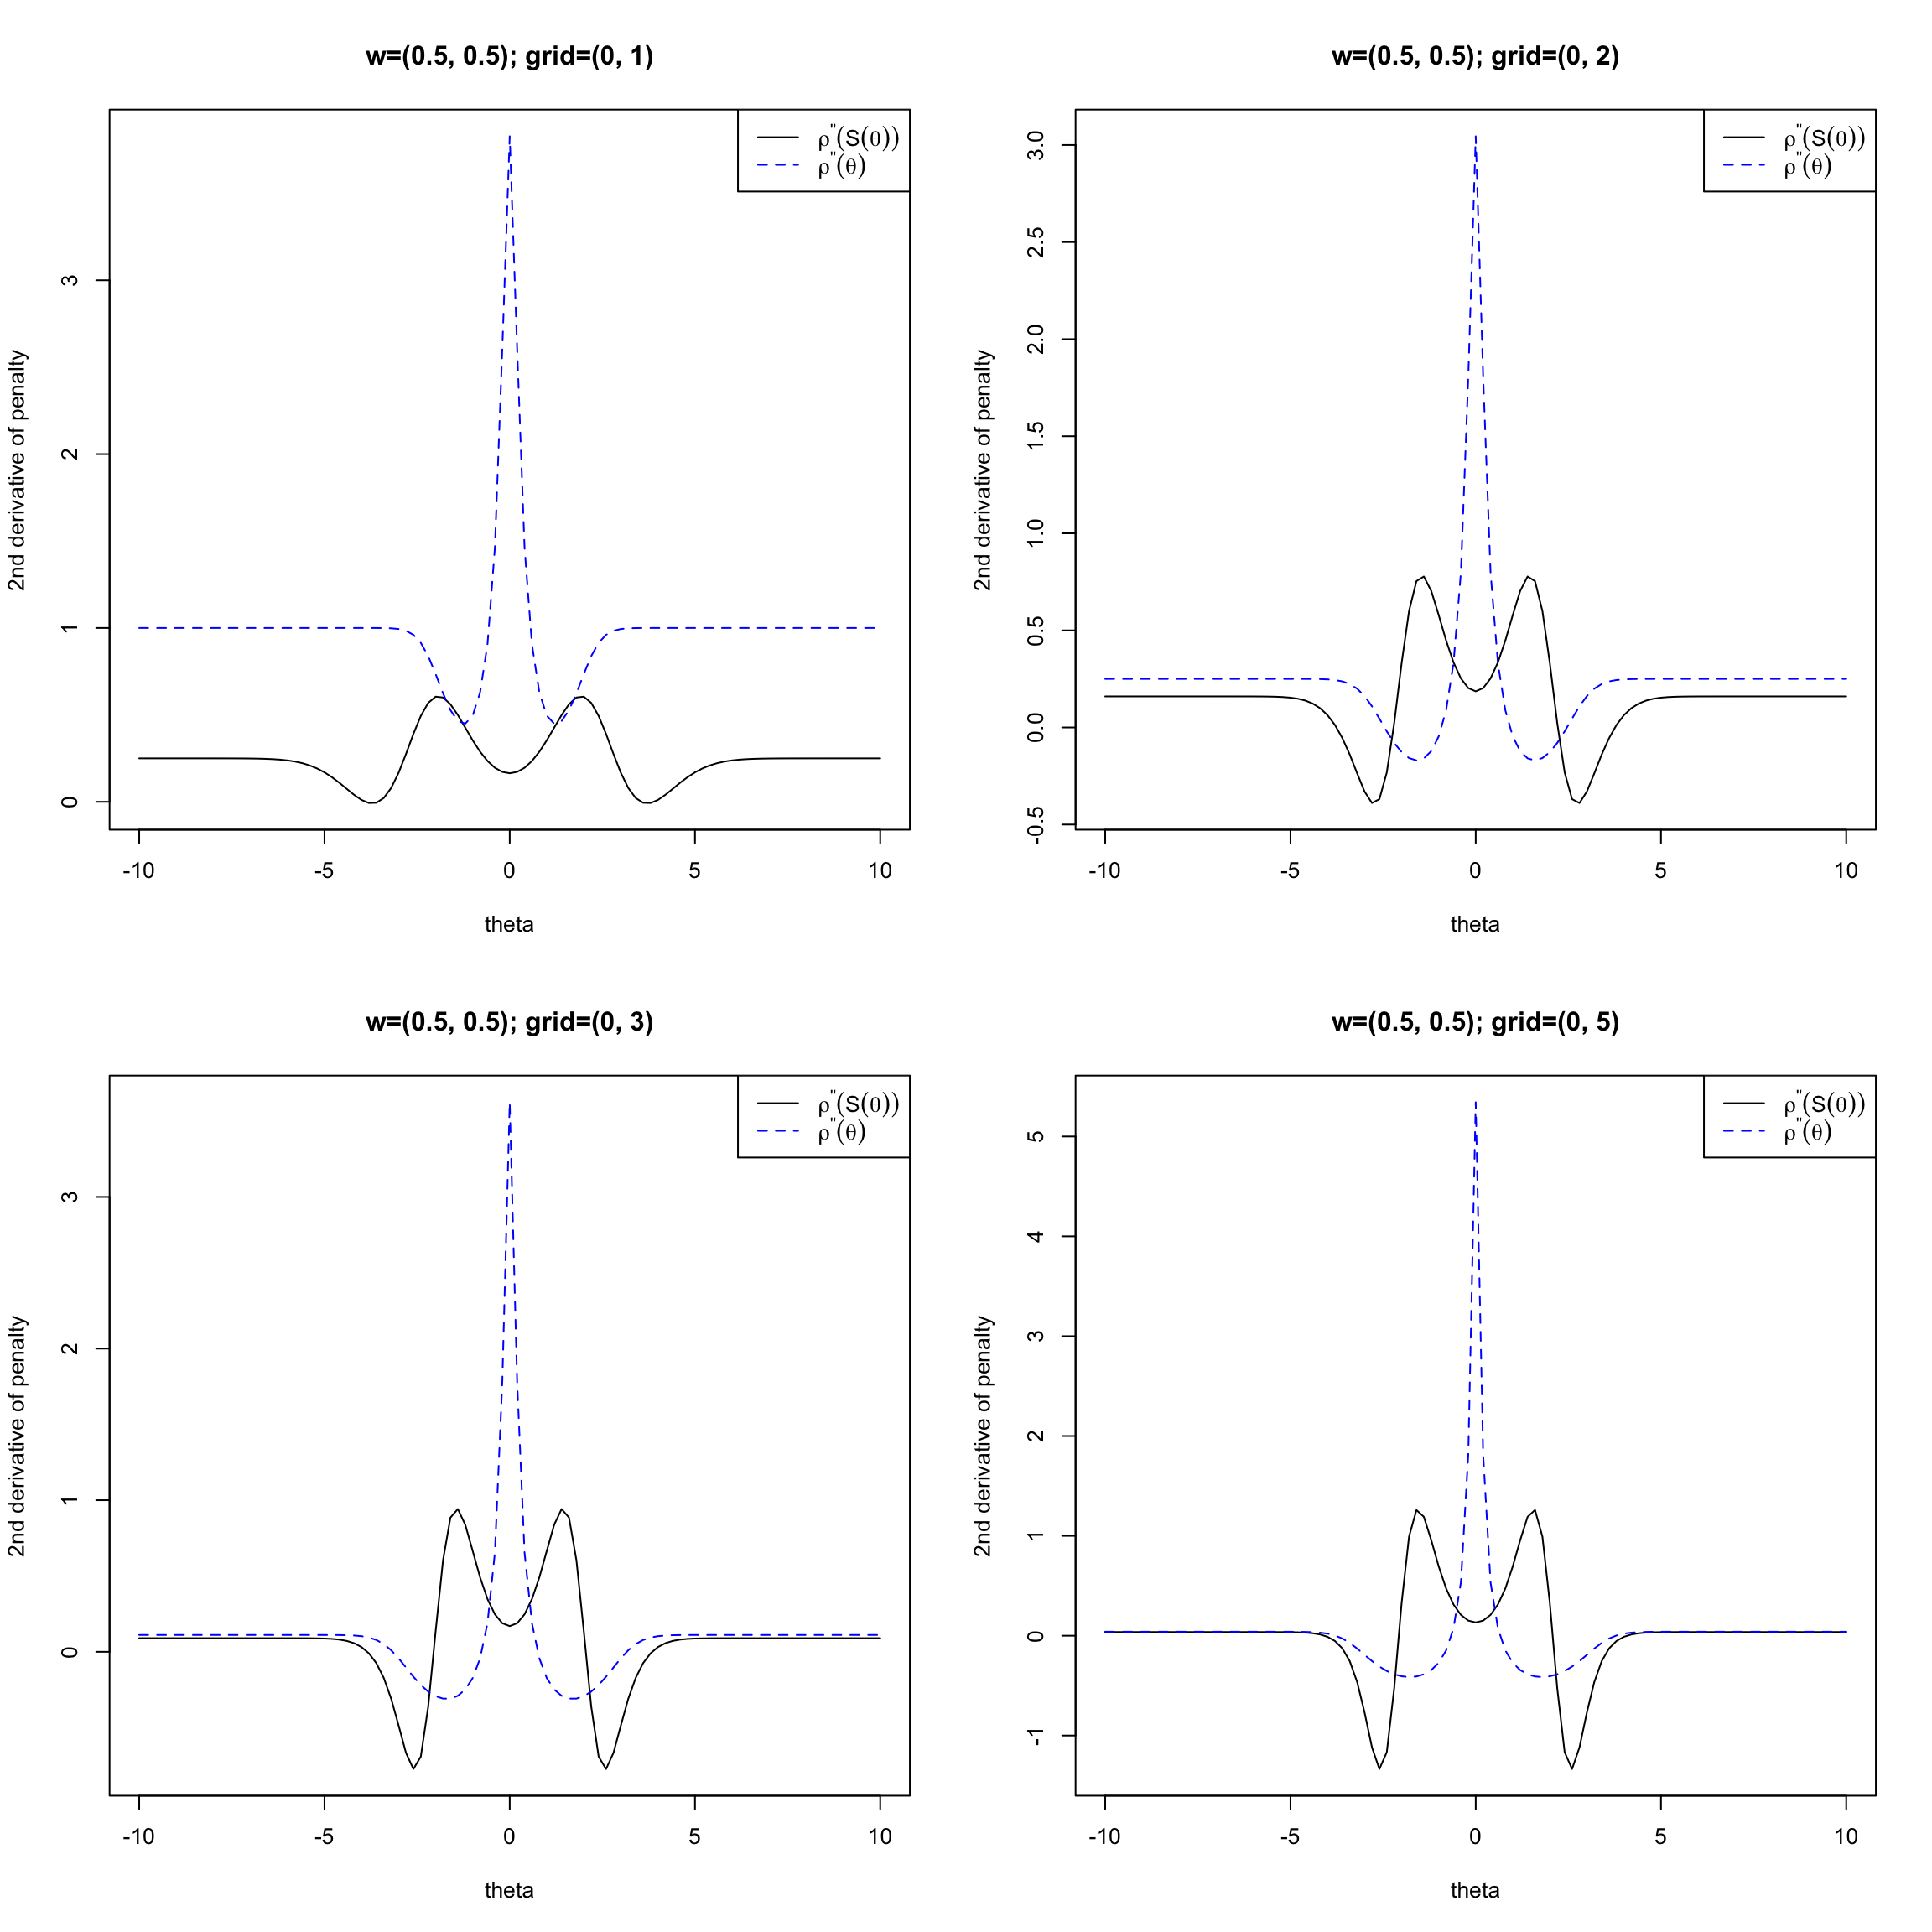 w=(0.5, 0.5); grid=(0, 1)
ρ"(S(θ))
ρ"(θ)
2nd derivative of penalty
3
2
1
0
-10 -5 0 5 10
theta
w=(0.5, 0.5); grid=(0, 2)
ρ"(S(θ))
ρ"(θ)
2nd derivative of penalty
3.0
2.5
2.0
1.5
1.0
0.5
0.0
-0.5
-10 -5 0 5 10
theta
w=(0.5, 0.5); grid=(0, 3)
ρ"(S(θ))
ρ"(θ)
2nd derivative of penalty
3
2
1
0
-10 -5 0 5 10
theta
w=(0.5, 0.5); grid=(0, 5)
ρ"(S(θ))
ρ"(θ)
2nd derivative of penalty
5
4
3
2
1
0
-1
-10 -5 0 5 10
theta